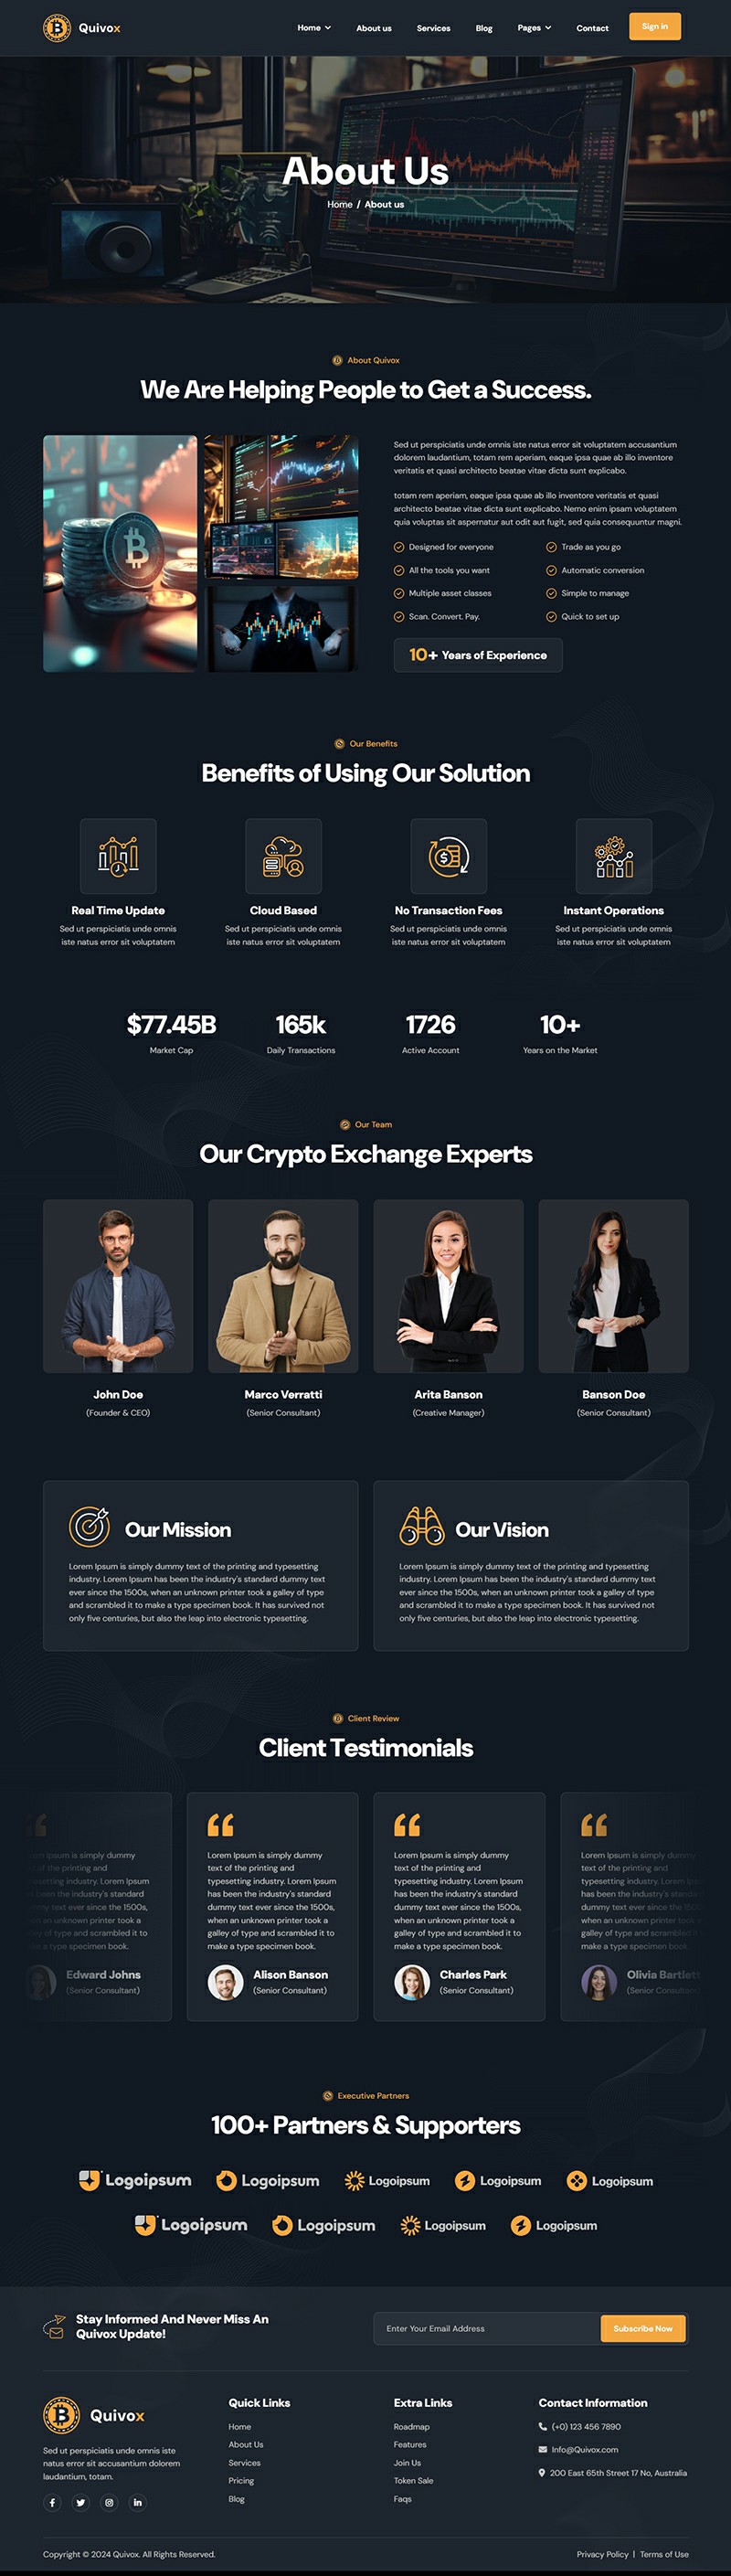 Quivox
Home
About us
Services
Blog
Pages
Contact
Sign in
About Us
Home / About us
About Quivox
We Are Helping People to Get a Success.
Sed ut perspiciatis unde omnis iste natus error sit voluptatem accusantium
dolorem laudantium, totam rem aperiam, eaque ipsa quae ab illo inventore
veritatis et quasi architecto beatae vitae dicta sunt explicabo.
totam rem aperiam, eaque ipsa quae ab illo inventore veritatis et quasi
architecto beatae vitae dicta sunt explicabo. Nemo enim ipsam voluptatem
quia voluptas sit aspernatur aut odit aut fugit, sed quia consequuntur magni.
Designed for everyone
Trade as you go
All the tools you want
Automatic conversion
Multiple asset classes
Simple to manage
Scan. Convert. Pay.
Quick to set up
10+ Years of Experience
Our Benefits
Benefits of Using Our Solution
Real Time Update
Sed ut perspiciatis unde omnis
iste natus error sit voluptatem
Cloud Based
Sed ut perspiciatis unde omnis
iste natus error sit voluptatem
No Transaction Fees
Sed ut perspiciatis unde omnis
iste natus error sit voluptatem
Instant Operations
Sed ut perspiciatis unde omnis
iste natus error sit voluptatem
$77.45B
Market Cap
165k
Daily Transactions
1726
Active Account
10+
Years on the Market
Our Team
Our Crypto Exchange Experts
John Doe
(Founder & CEO)
Marco Verratti
(Senior Consultant)
Arita Banson
(Creative Manager)
Banson Doe
(Senior Consultant)
Our Mission
Lorem Ipsum is simply dummy text of the printing and typesetting
industry. Lorem Ipsum has been the industry's standard dummy text
ever since the 1500s, when an unknown printer took a galley of type
and scrambled it to make a type specimen book. It has survived not
only five centuries, but also the leap into electronic typesetting.
Our Vision
Lorem Ipsum is simply dummy text of the printing and typesetting
industry. Lorem Ipsum has been the industry's standard dummy text
ever since the 1500s, when an unknown printer took a galley of type
and scrambled it to make a type specimen book. It has survived not
only five centuries, but also the leap into electronic typesetting.
Client Review
Client Testimonials
Ipsum is simply dummy
of the printing and
industry. Lorem Ipsum
been the industry's standard
text ever since the 1500s,
an unknown printer took a
of type and scrambled it to
a type specimen book.
Edward Johns
(Senior Consultant)
Lorem Ipsum is simply dummy
text of the printing and
typesetting industry. Lorem Ipsum
has been the industry's standard
dummy text ever since the 1500s,
when an unknown printer took a
galley of type and scrambled it to
make a type specimen book.
Alison Banson
(Senior Consultant)
Lorem Ipsum is simply dummy
text of the printing and
typesetting industry. Lorem Ipsum
has been the industry's standard
dummy text ever since the 1500s,
when an unknown printer took a
galley of type and scrambled it to
make a type specimen book.
Charles Park
(Senior Consultant)
Lorem Ipsum is simply dummy
text of the printing and
typesetting industry. Lorem
has been the industry's
dummy text ever since the
when an unknown printer took
galley of type and scrambled
make a type specimen book.
Olivia Bartlett
(Senior Consultant)
Executive Partners
100+ Partners & Supporters
Logoipsum
Logoipsum
Logoipsum
Logoipsum
Logoipsum
Logoipsum
Logoipsum
Logoipsum
Logoipsum
Stay Informed And Never Miss An
Quivox Update!
Enter Your Email Address
Subscribe Now
Quivox
Sed ut perspiciatis unde omnis iste
natus error sit accusantium dolorem
laudantium, totam.
Quick Links
Home
About Us
Services
Pricing
Blog
Extra Links
Roadmap
Features
Join Us
Token Sale
Faqs
Contact Information
(+0) 123 456 7890
Info@Quivox.com
200 East 65th Street 17 No, Australia
Copyright © 2024 Quivox. All Rights Reserved.
Privacy Policy | Terms of Use